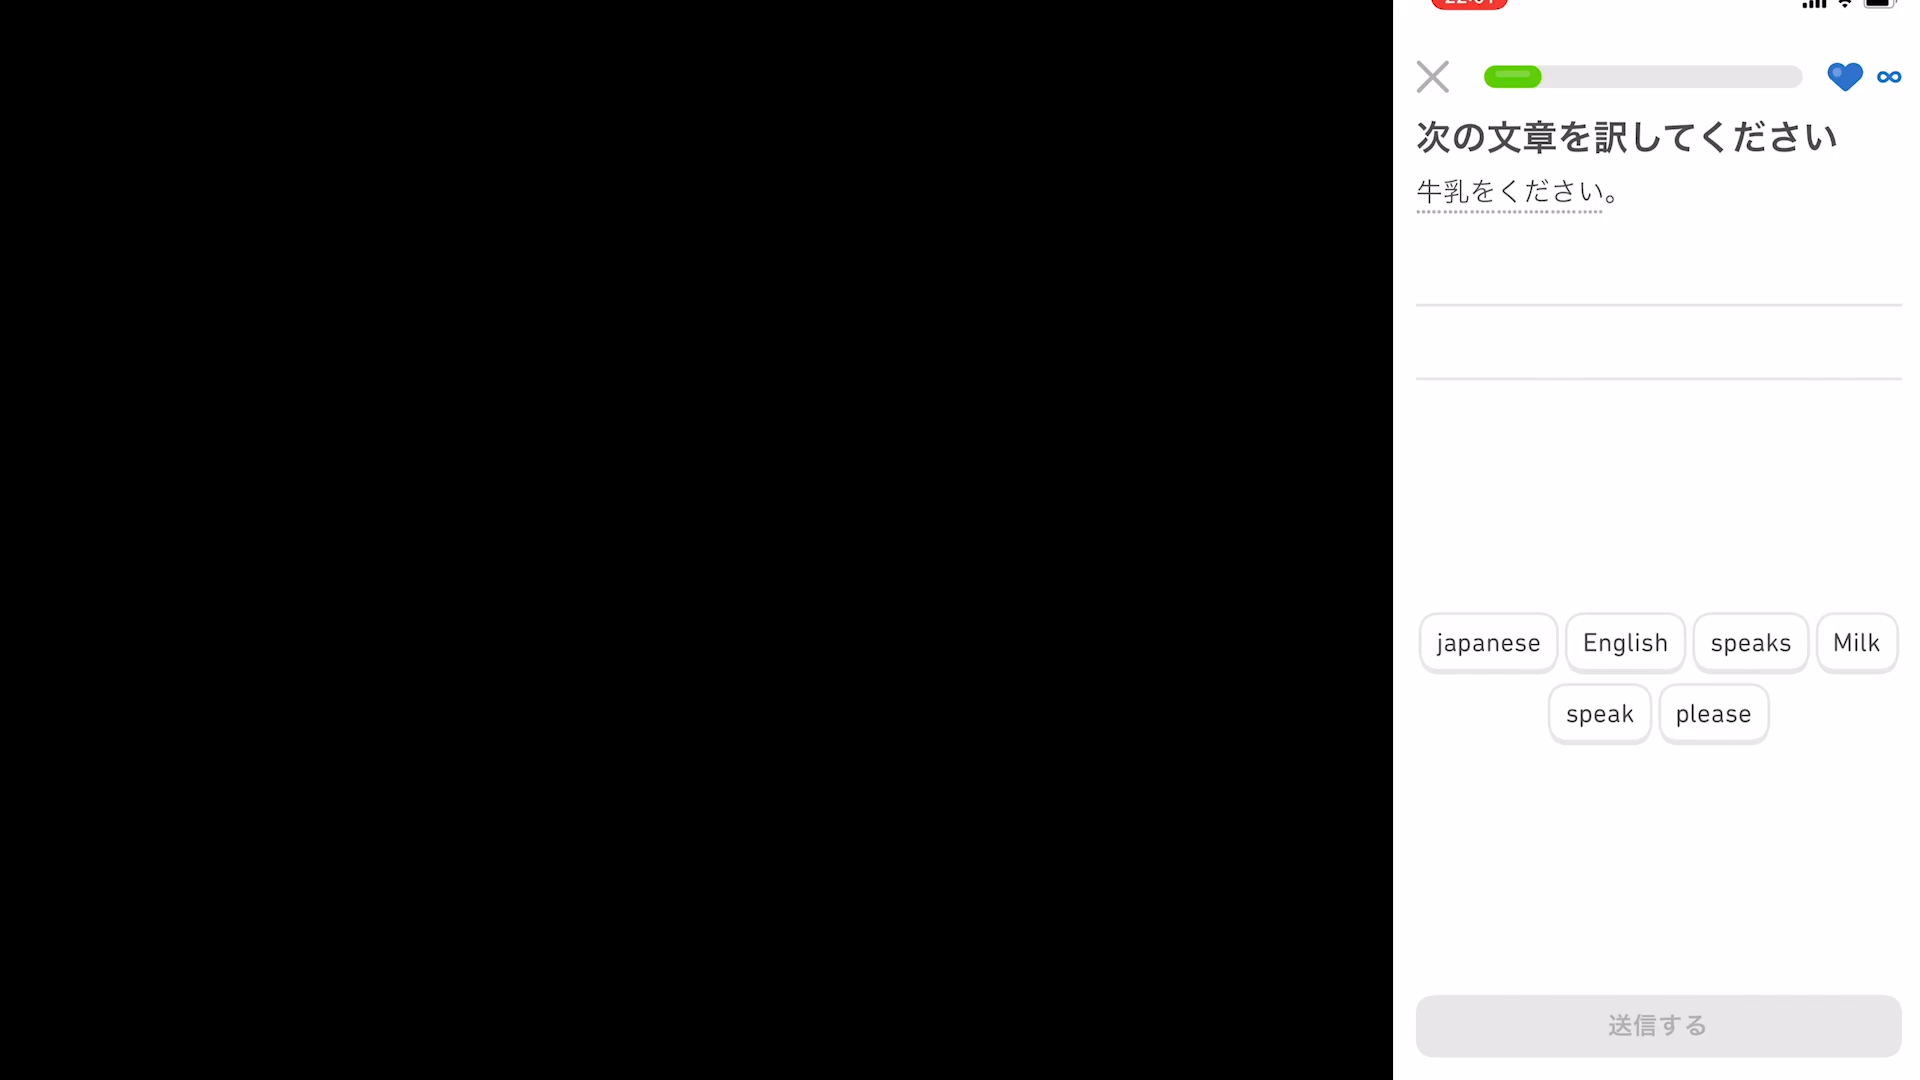 次の文章を訳してください
牛乳をください。
japanese English speaks Milk
speak please
送信する